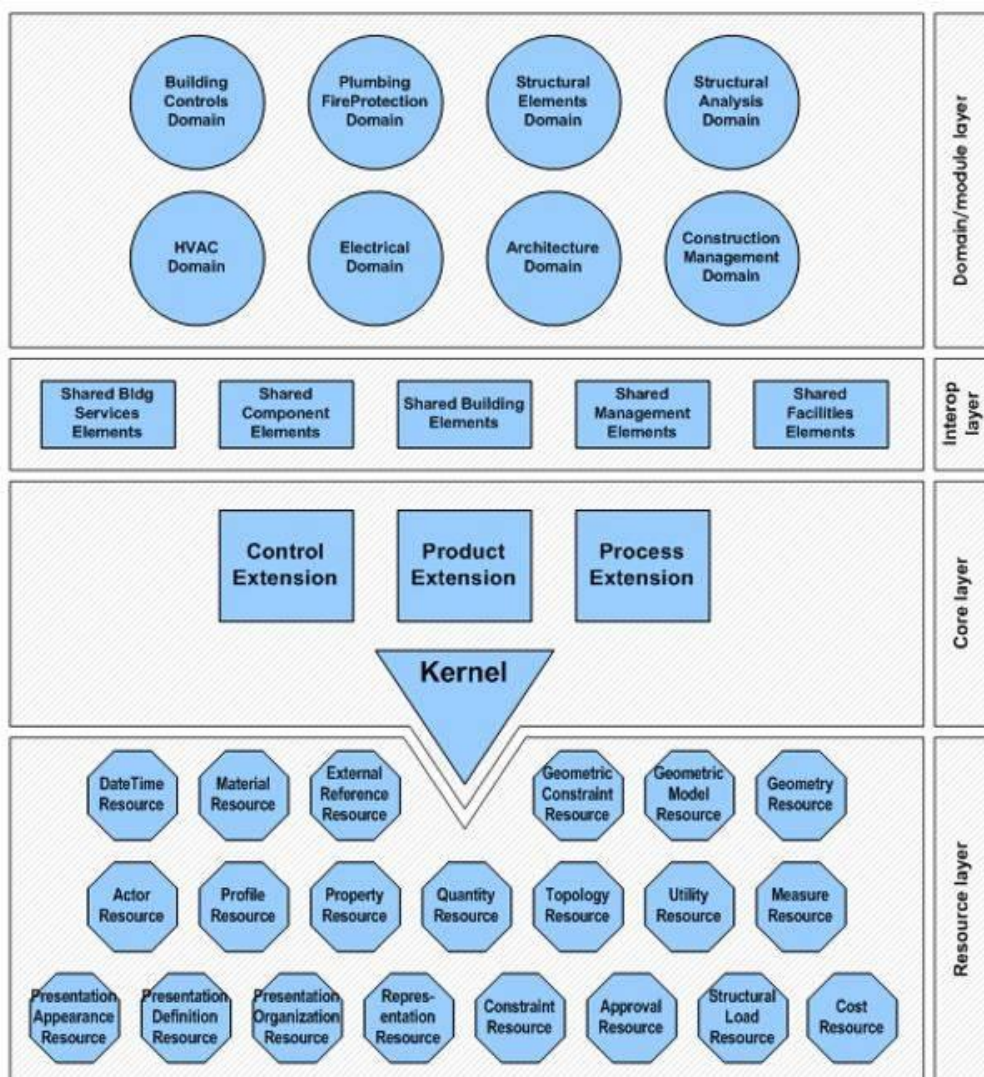 Building
Controls
Domain
Plumbing
FireProtection
Domain
Structural
Elements
Domain
Structural
Analysis
Domain
HVAC
Domain
Electrical
Domain
Architecture
Domain
Construction
Management
Domain
Domain/module layer
Shared Bldg
Services
Elements
Shared
Component
Elements
Shared Building
Elements
Shared
Management
Elements
Shared
Facilities
Elements
Interop
layer
Control
Extension
Product
Extension
Process
Extension
Kernel
Core layer
DateTime
Resource
Material
Resource
External
Reference
Resource
Geometric
Constraint
Resource
Geometric
Model
Resource
Geometry
Resource
Actor
Resource
Profile
Resource
Property
Resource
Quantity
Resource
Topology
Resource
Utility
Resource
Measure
Resource
Presentation
Appearance
Resource
Presentation
Definition
Resource
Presentation
Organization
Resource
Repres-
entation
Resource
Constraint
Resource
Approval
Resource
Structural
Load
Resource
Cost
Resource
Resource layer